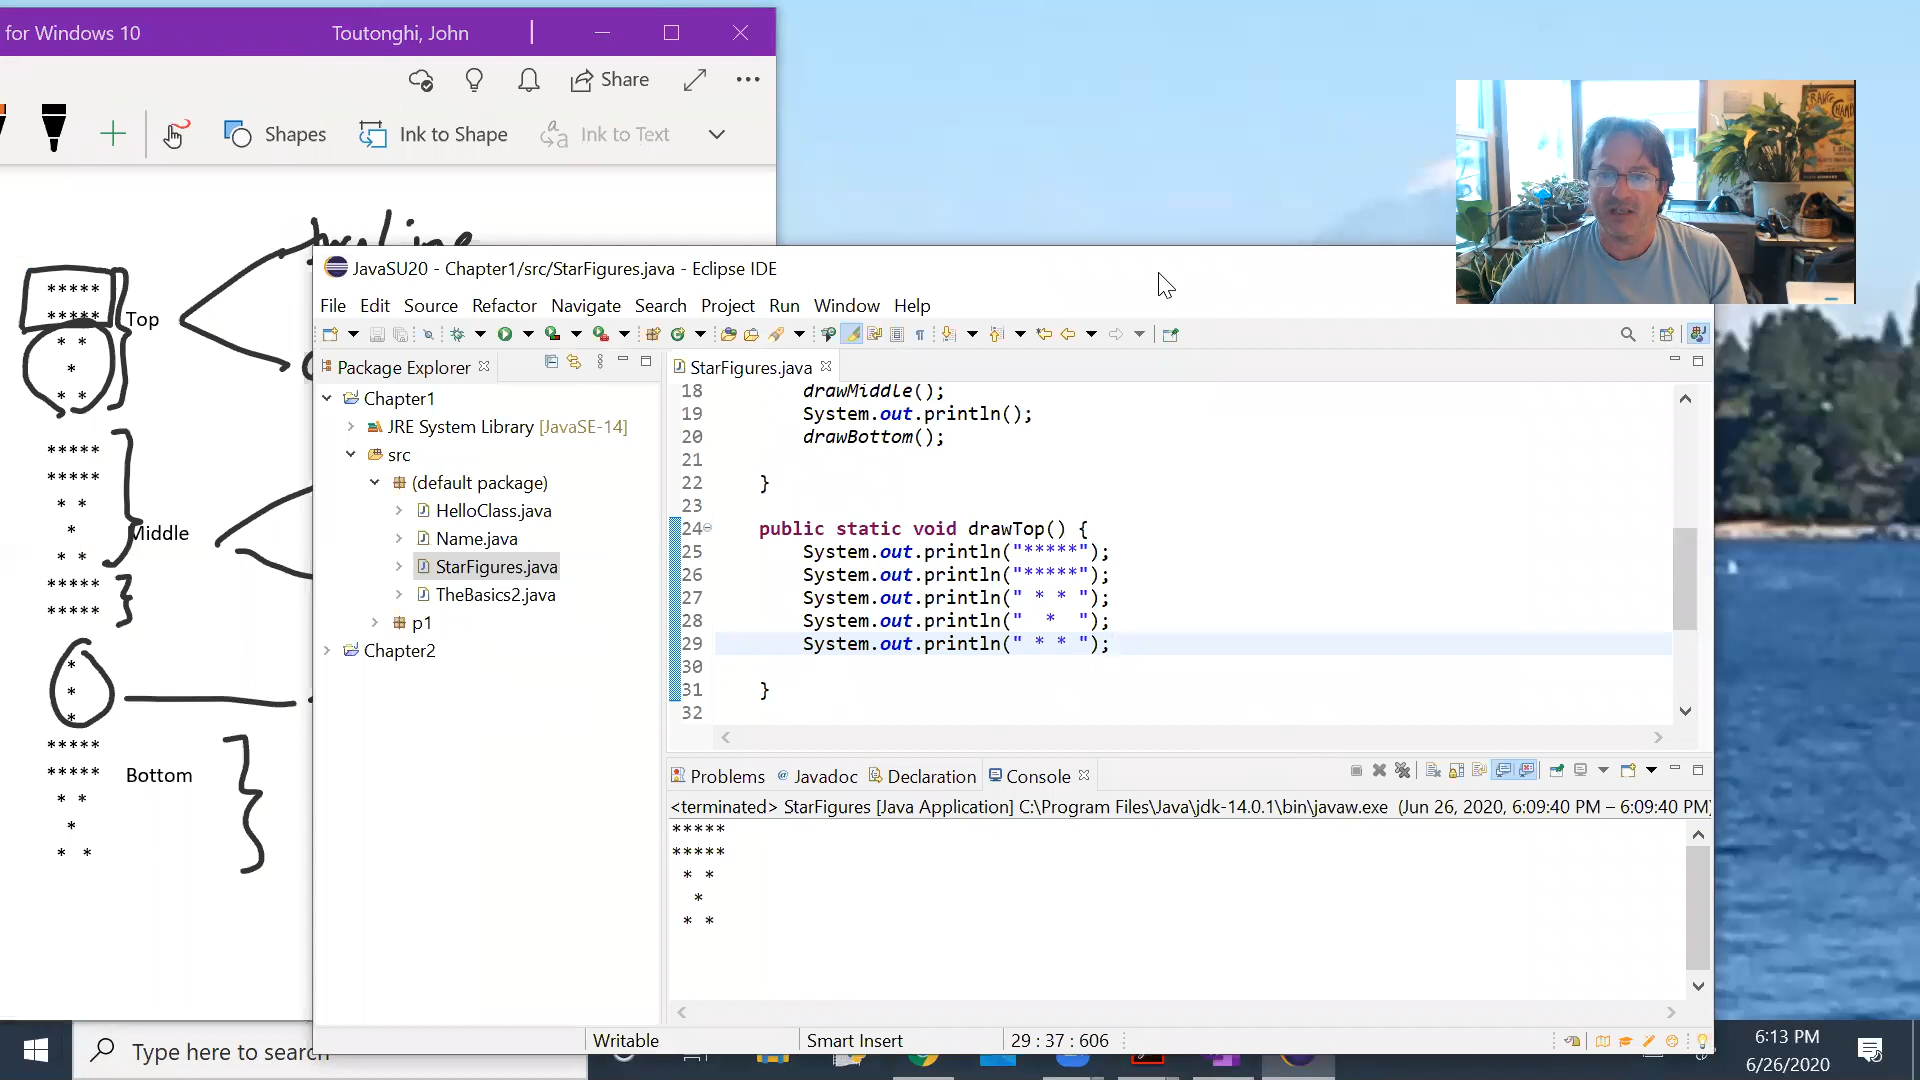 for Windows 10
Toutonghi, John
Share
Shapes
Ink to Shape
Ink to Text
*****
*****
* *
*
* *
Top
*****
*****
* *
*
* *
Middle
*****
*****
*
*
*
*****
*****
Bottom
* *
*
* *
JavaSU20 - Chapter1/src/StarFigures.java - Eclipse IDE
File Edit Source Refactor Navigate Search Project Run Window Help
Package Explorer
Chapter1
JRE System Library [JavaSE-14]
src
(default package)
HelloClass.java
Name.java
StarFigures.java
TheBasics2.java
p1
Chapter2
StarFigures.java
18 drawMiddle();
19 System.out.println();
20 drawBottom();
21
22 }
23
24 public static void drawTop() {
25 System.out.println("*****");
26 System.out.println("*****");
27 System.out.println(" * * ");
28 System.out.println("  *  ");
29 System.out.println(" * * ");
30
31 }
32
Problems Javadoc Declaration Console
<terminated> StarFigures [Java Application] C:\Program Files\Java\jdk-14.0.1\bin\javaw.exe (Jun 26, 2020, 6:09:40 PM – 6:09:40 PM)
*****
*****
 * *
  *
 * *
Writable
Smart Insert
29 : 37 : 606
Type here to search
6:13 PM
6/26/2020